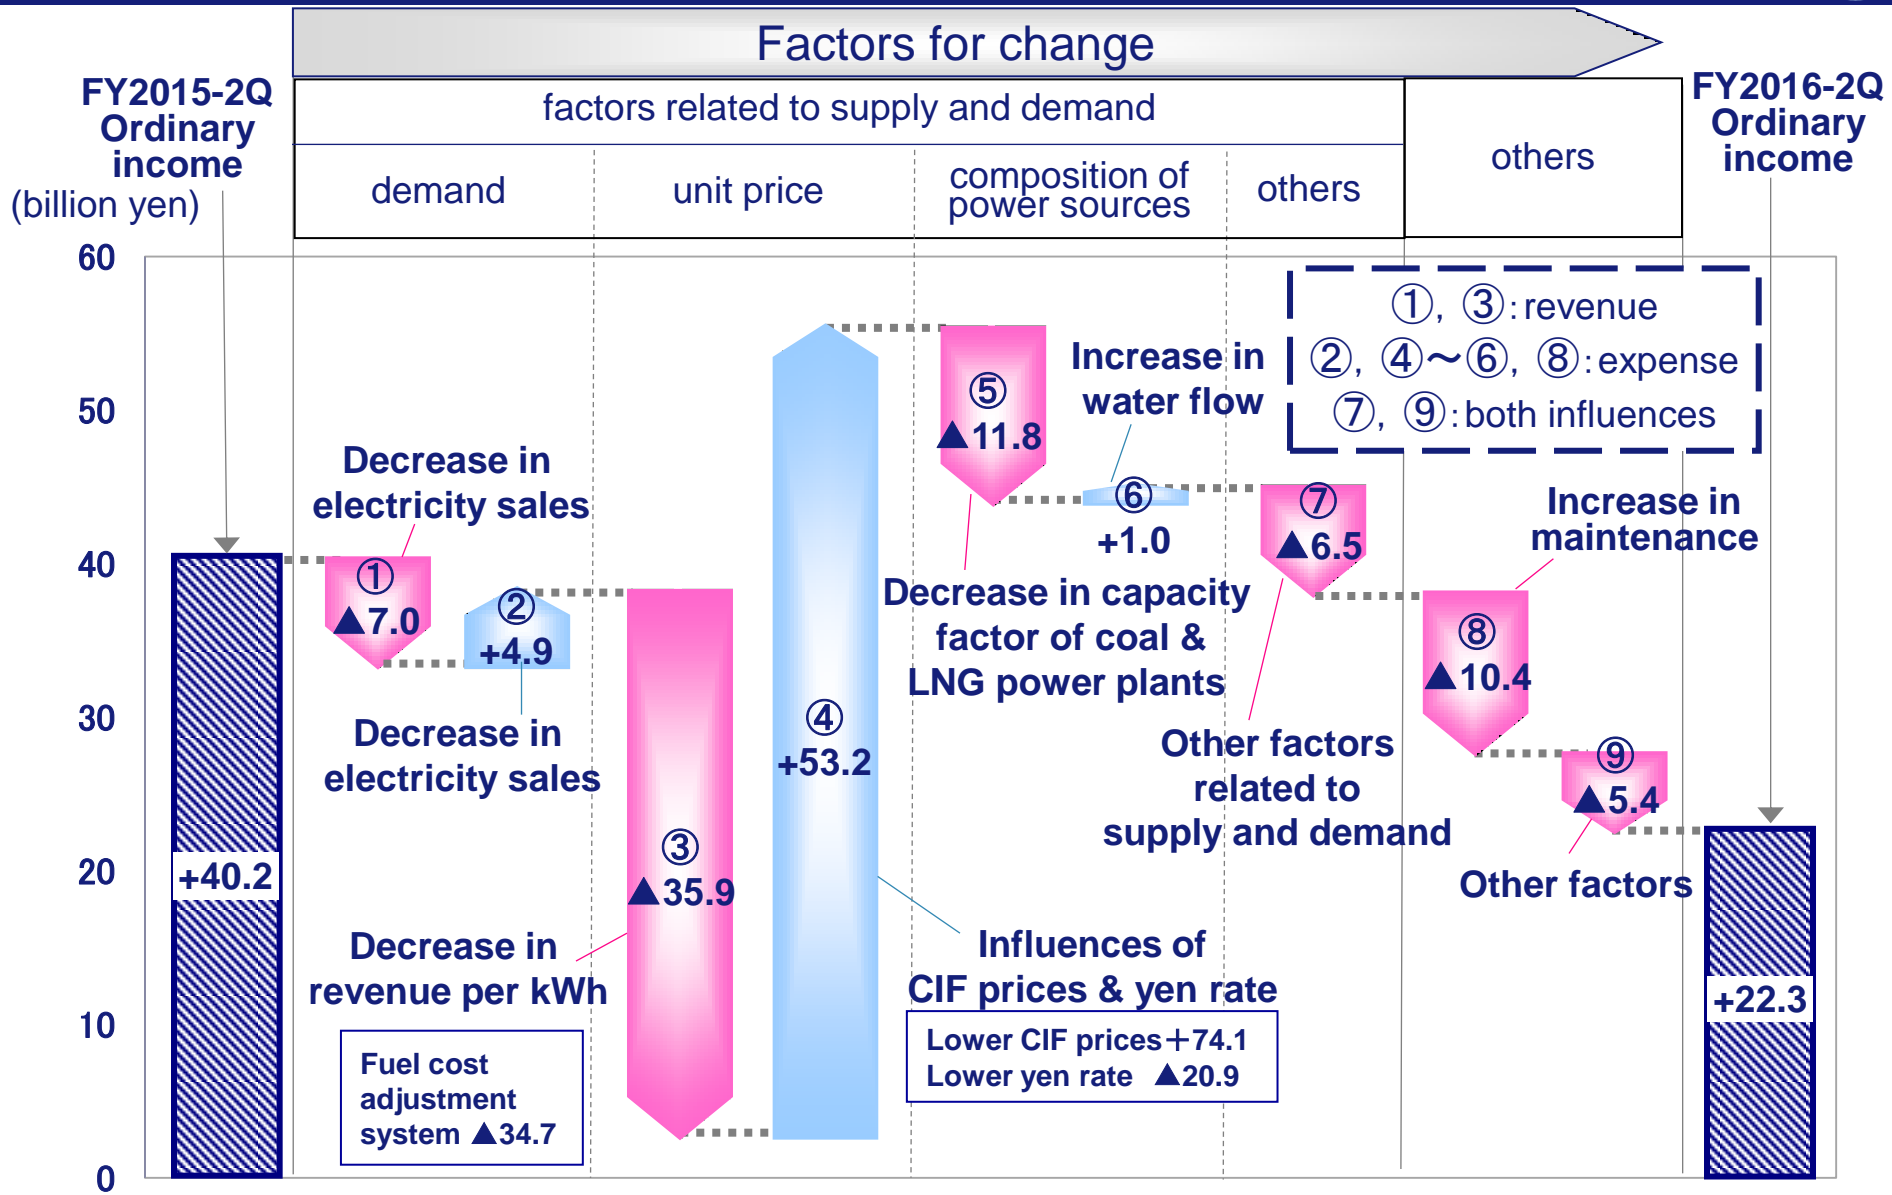 Factors for change
FY2015-2Q
Ordinary
income
(billion yen)
factors related to supply and demand
others
FY2016-2Q
Ordinary
income
demand
unit price
composition of
power sources
others
60
50
40
30
20
10
0
①, ③:revenue
②, ④~⑥, ⑧:expense
⑦, ⑨:both influences
+40.2
Decrease in
electricity sales
①
▲7.0
②
+4.9
Decrease in
electricity sales
③
▲35.9
Decrease in
revenue per kWh
Fuel cost
adjustment
system ▲34.7
④
+53.2
Influences of
CIF prices & yen rate
Lower CIF prices+74.1
Lower yen rate ▲20.9
⑤
▲11.8
Decrease in capacity
factor of coal &
LNG power plants
Increase in
water flow
⑥
+1.0
⑦
▲6.5
Other factors
related to
supply and demand
Increase in
maintenance
⑧
▲10.4
⑨
▲5.4
Other factors
+22.3